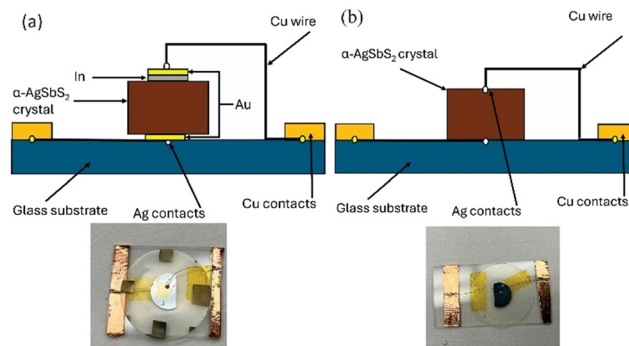 (a)
Cu wire
In
α-AgSbS₂
crystal
Au
Glass substrate
Ag contacts
Cu contacts
(b)
Cu wire
α-AgSbS₂ crystal
Glass substrate
Ag contacts
Cu contacts